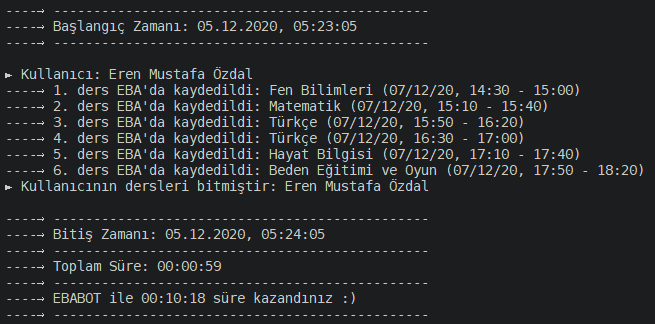 ----→ ---------------------------------------------
----→ Başlangıç Zamanı: 05.12.2020, 05:23:05
----→ ---------------------------------------------
► Kullanıcı: Eren Mustafa Özdal
----→ 1. ders EBA'da kaydedildi: Fen Bilimleri (07/12/20, 14:30 - 15:00)
----→ 2. ders EBA'da kaydedildi: Matematik (07/12/20, 15:10 - 15:40)
----→ 3. ders EBA'da kaydedildi: Türkçe (07/12/20, 15:50 - 16:20)
----→ 4. ders EBA'da kaydedildi: Türkçe (07/12/20, 16:30 - 17:00)
----→ 5. ders EBA'da kaydedildi: Hayat Bilgisi (07/12/20, 17:10 - 17:40)
----→ 6. ders EBA'da kaydedildi: Beden Eğitimi ve Oyun (07/12/20, 17:50 - 18:20)
► Kullanıcının dersleri bitmiştir: Eren Mustafa Özdal
----→ ---------------------------------------------
----→ Bitiş Zamanı: 05.12.2020, 05:24:05
----→ ---------------------------------------------
----→ Toplam Süre: 00:00:59
----→ ---------------------------------------------
----→ EBABOT ile 00:10:18 süre kazandınız :)
----→ ---------------------------------------------